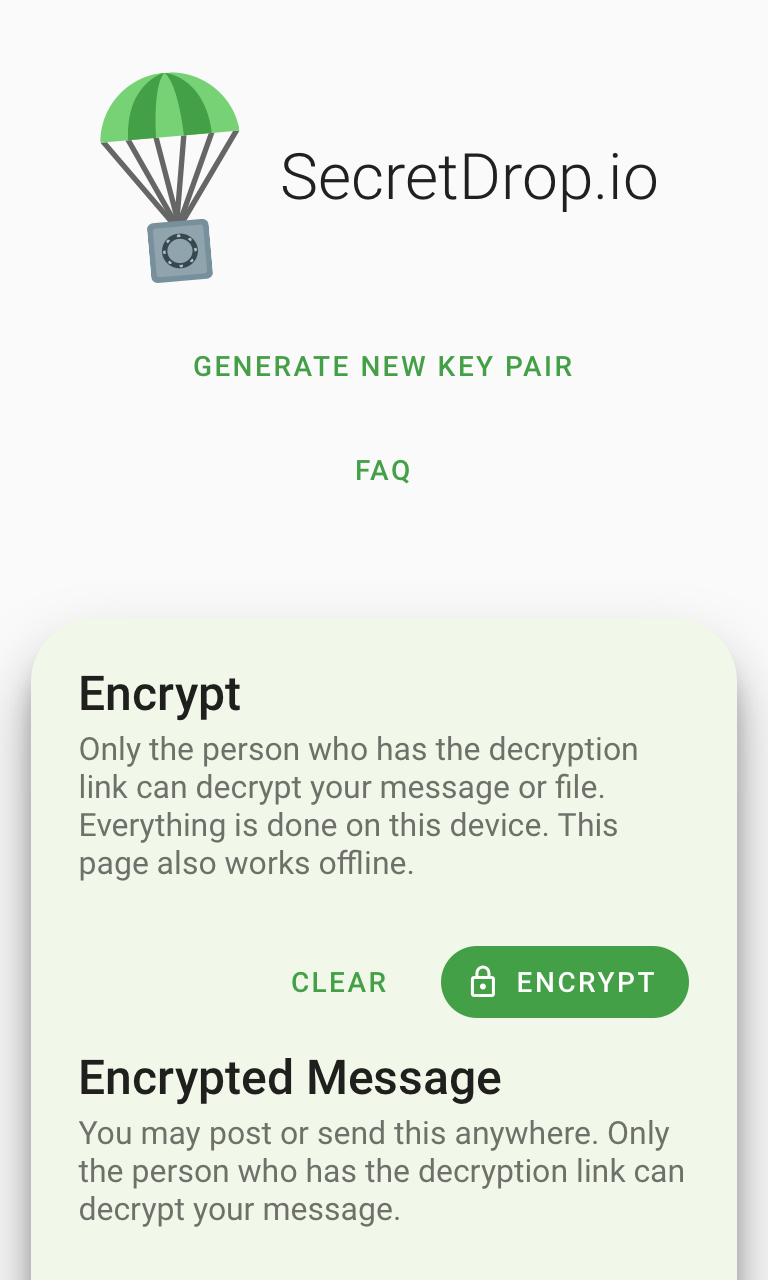 SecretDrop.io
GENERATE NEW KEY PAIR
FAQ
Encrypt
Only the person who has the decryption
link can decrypt your message or file.
Everything is done on this device. This
page also works offline.
CLEAR
ENCRYPT
Encrypted Message
You may post or send this anywhere. Only
the person who has the decryption link can
decrypt your message.